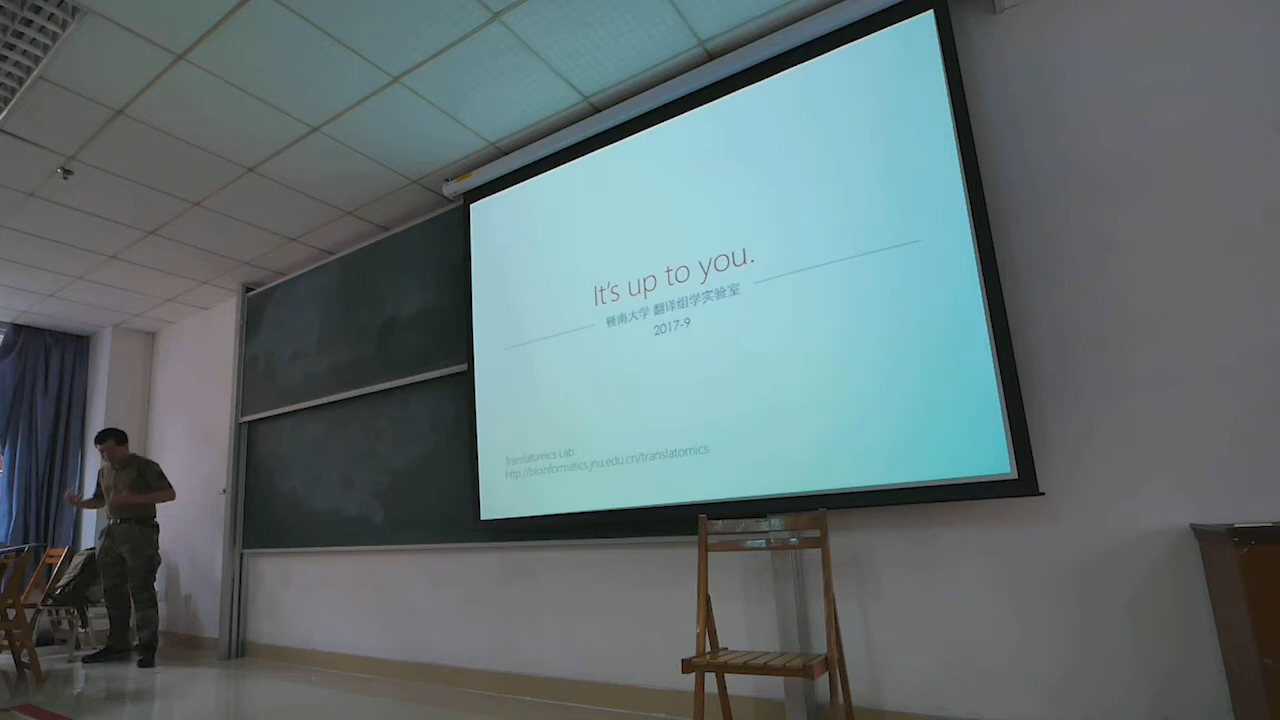 It's up to you.
暨南大学 翻译组学实验室
2017-9
Translatomics Lab:
http://bioinformatics.jnu.edu.cn/translatomics